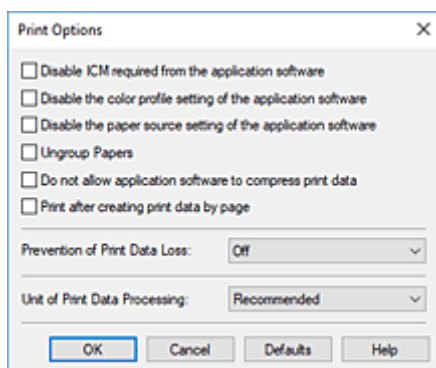 Print Options
Disable ICM required from the application software
Disable the color profile setting of the application software
Disable the paper source setting of the application software
Ungroup Papers
Do not allow application software to compress print data
Print after creating print data by page
Prevention of Print Data Loss: Off
Unit of Print Data Processing: Recommended
OK Cancel Defaults Help